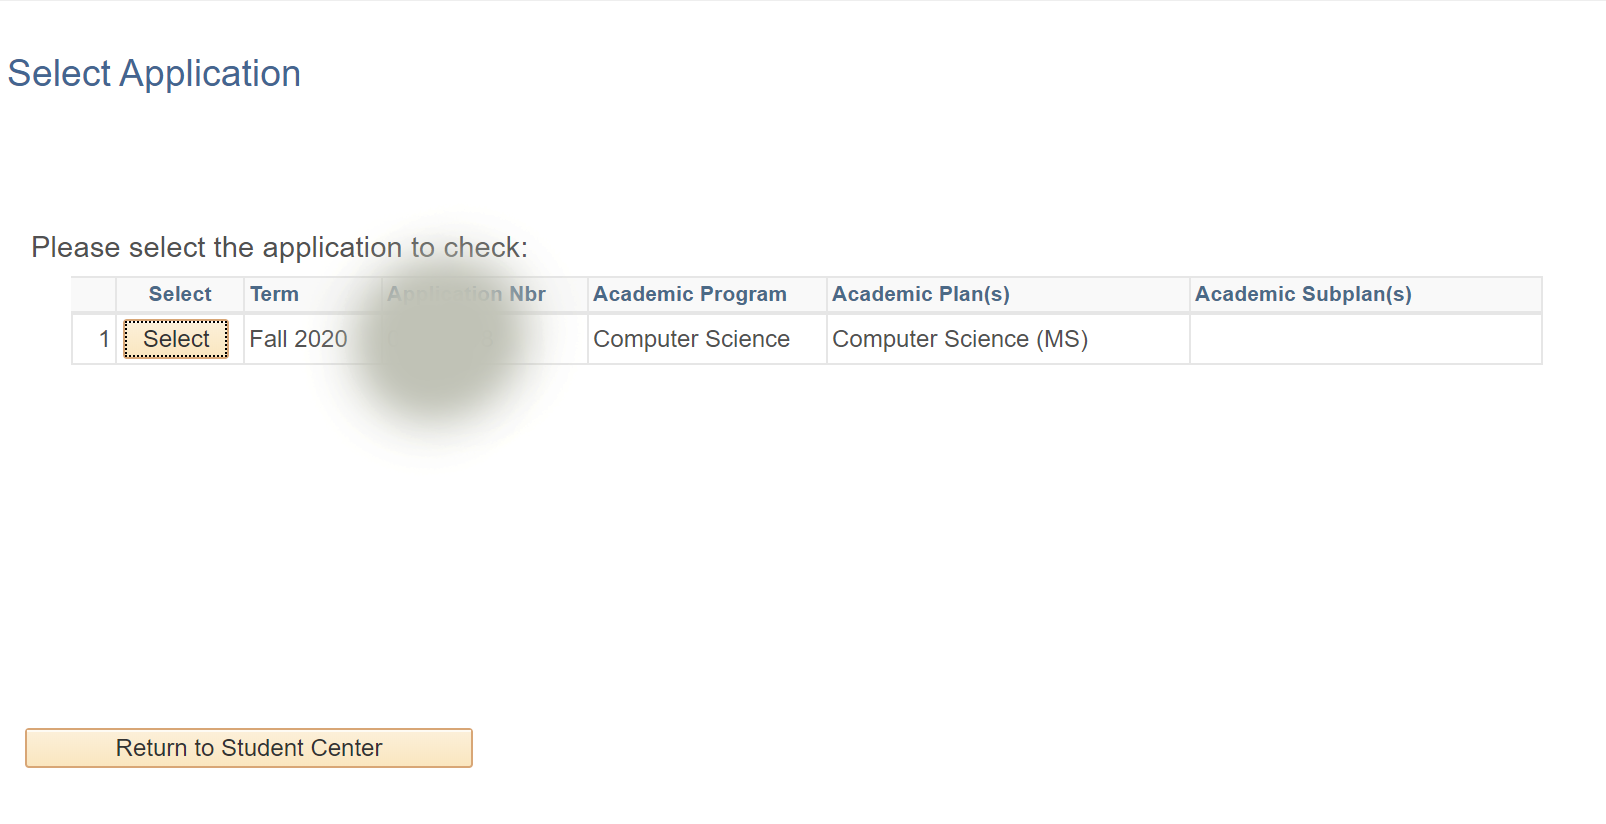 Select Application
Please select the application to check:
Select Term Application Nbr Academic Program Academic Plan(s) Academic Subplan(s)
1 Select Fall 2020 Computer Science Computer Science (MS)
Return to Student Center